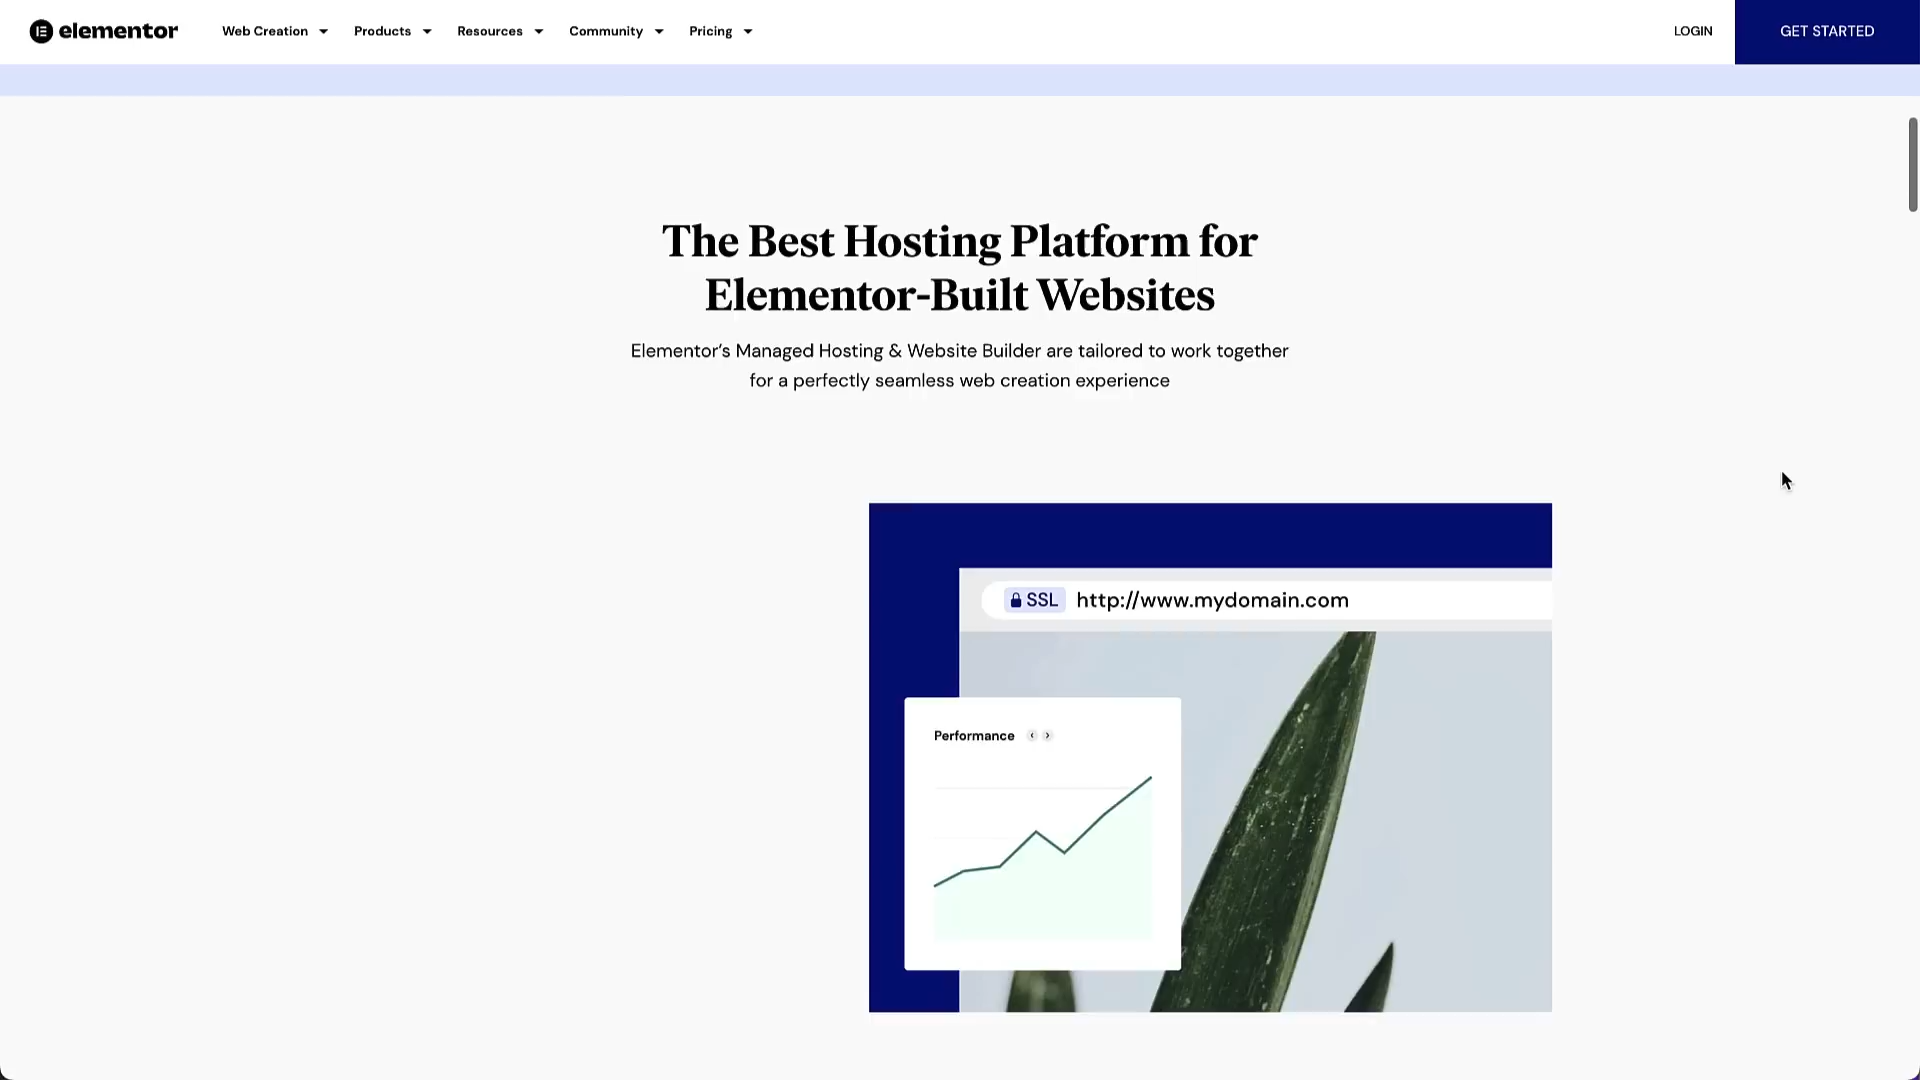 elementor
Web Creation
Products
Resources
Community
Pricing
LOGIN
GET STARTED
The Best Hosting Platform for
Elementor-Built Websites
Elementor’s Managed Hosting & Website Builder are tailored to work together
for a perfectly seamless web creation experience
SSL http://www.mydomain.com
Performance